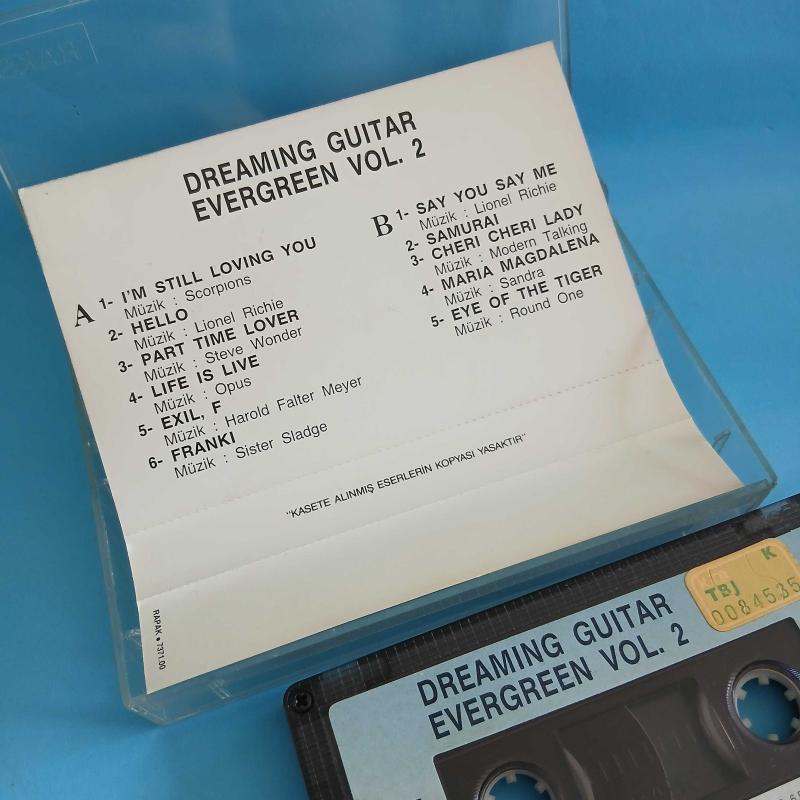 DREAMING GUITAR
EVERGREEN VOL. 2
A
1- I'M STILL LOVING YOU
Müzik : Scorpions
2- HELLO
Müzik : Lionel Richie
3- PART TIME LOVER
Müzik : Steve Wonder
4- LIFE IS LIVE
Müzik : Opus
5- EXIL, F
Müzik : Harold Falter Meyer
6- FRANKI
Müzik : Sister Sladge
B
1- SAY YOU SAY ME
Müzik : Lionel Richie
2- SAMURAI
3- CHERI CHERI LADY
Müzik : Modern Talking
4- MARIA MAGDALENA
Müzik : Sandra
5- EYE OF THE TIGER
Müzik : Round One
"KASETE ALINMIŞ ESERLERİN KOPYASI YASAKTIR"
RAPAK • 7371.00
TBJ K
0084535
DREAMING GUITAR
EVERGREEN VOL. 2